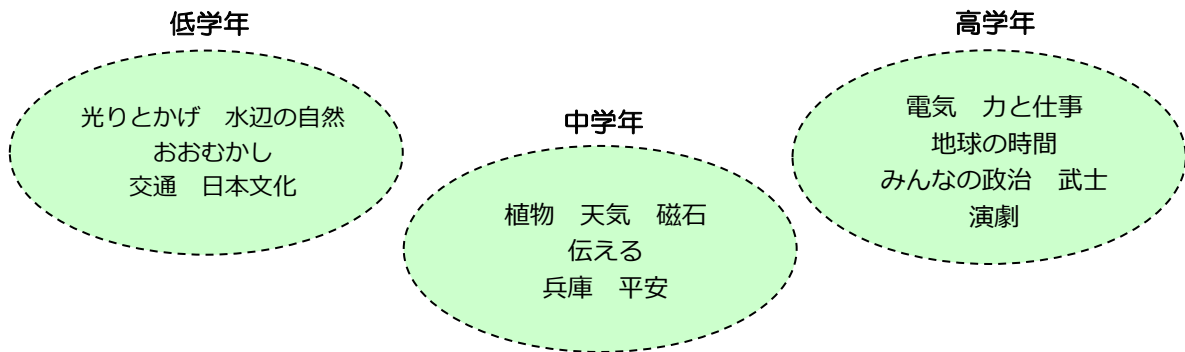 低学年
光りとかげ　水辺の自然
おおむかし
交通　日本文化
中学年
植物　天気　磁石
伝える
兵庫　平安
高学年
電気　力と仕事
地球の時間
みんなの政治　武士
演劇